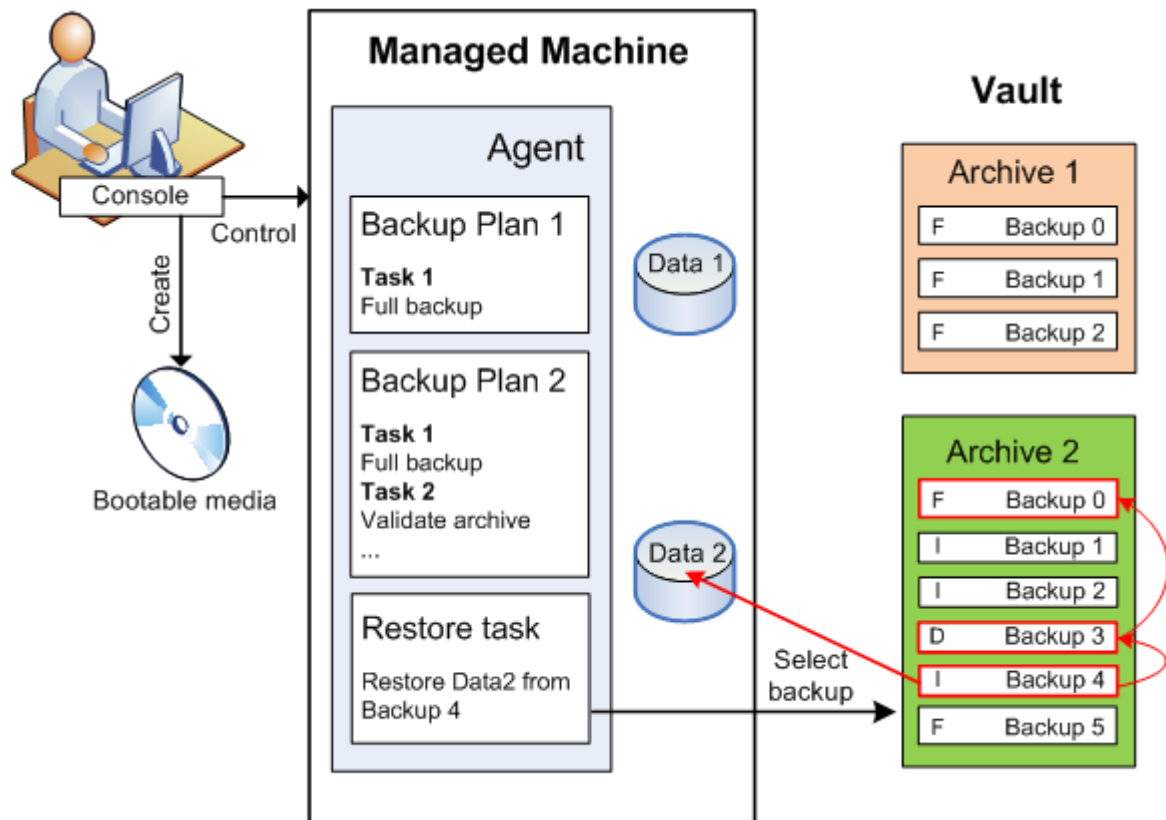 Console
Control
Create
Bootable media
Managed Machine
Agent
Backup Plan 1
Task 1
Full backup
Backup Plan 2
Task 1
Full backup
Task 2
Validate archive
...
Restore task
Restore Data2 from
Backup 4
Data 1
Data 2
Select
backup
Vault
Archive 1
F Backup 0
F Backup 1
F Backup 2
Archive 2
F Backup 0
I Backup 1
I Backup 2
D Backup 3
I Backup 4
F Backup 5